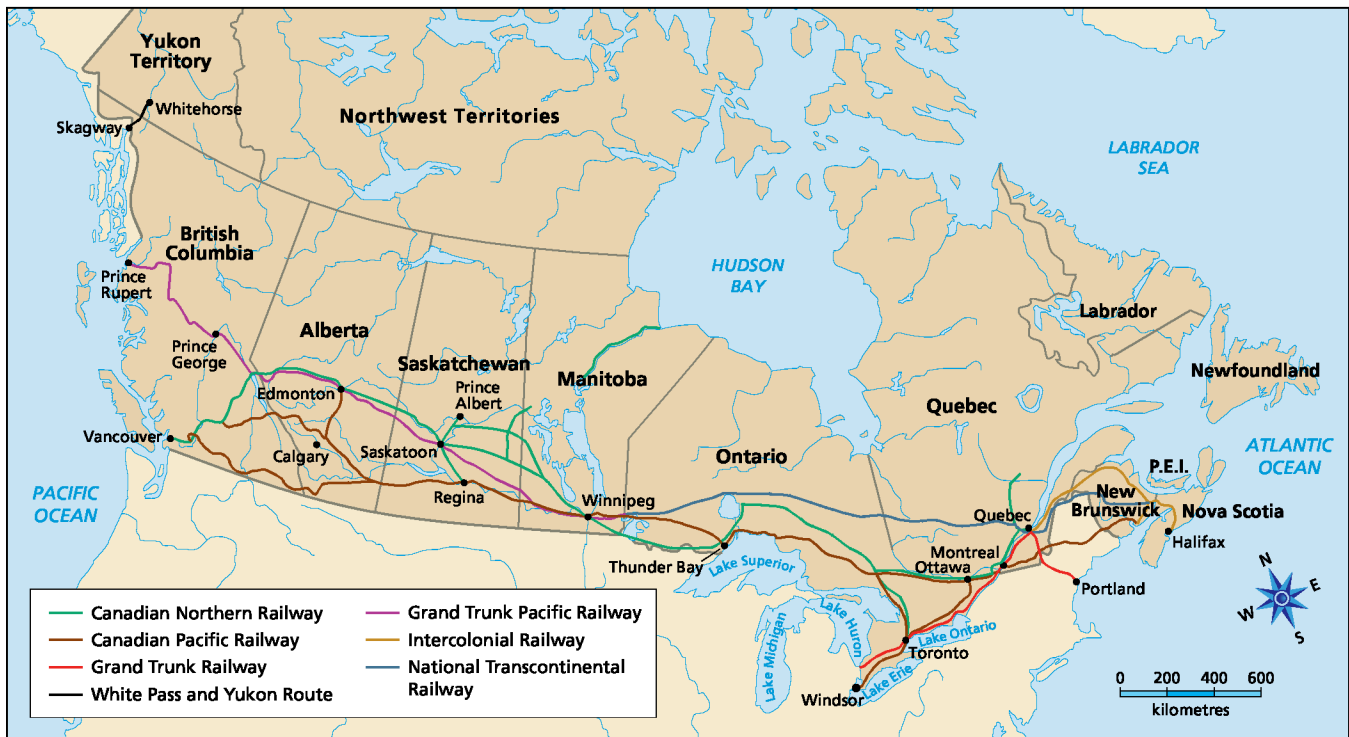 Yukon
Territory
Whitehorse
Skagway
Northwest Territories
LABRADOR
SEA
British
Columbia
HUDSON
BAY
Prince
Rupert
Labrador
Alberta
Prince
George
Saskatchewan
Newfoundland
Manitoba
Prince
Albert
Edmonton
Quebec
Vancouver
Calgary
Saskatoon
Ontario
ATLANTIC
OCEAN
P.E.I.
PACIFIC
OCEAN
Regina
Winnipeg
New
Brunswick
Quebec
Nova Scotia
Halifax
Montreal
Ottawa
Thunder Bay
Lake Superior
Portland
N
E
W
S
Lake Michigan
Lake Huron
Lake Ontario
Toronto
Lake Erie
Windsor
Canadian Northern Railway
Canadian Pacific Railway
Grand Trunk Railway
White Pass and Yukon Route
Grand Trunk Pacific Railway
Intercolonial Railway
National Transcontinental
Railway
0 200 400 600
kilometres